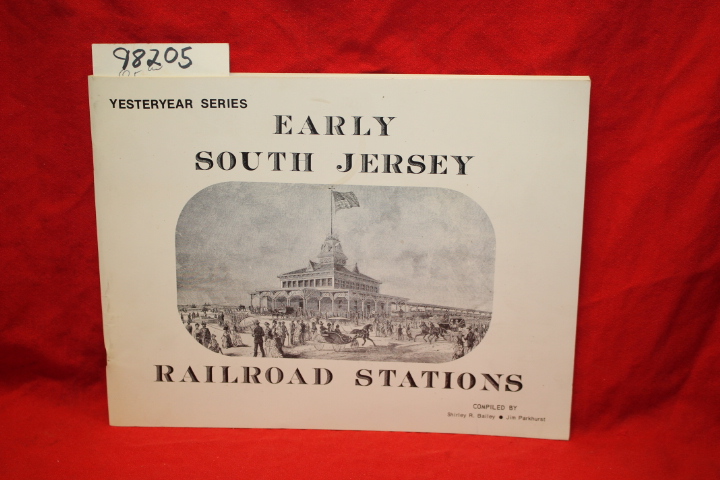 98205
YESTERYEAR SERIES
EARLY
SOUTH JERSEY
RAILROAD STATIONS
COMPILED BY
Shirley R. Bailey ● Jim Parkhurst